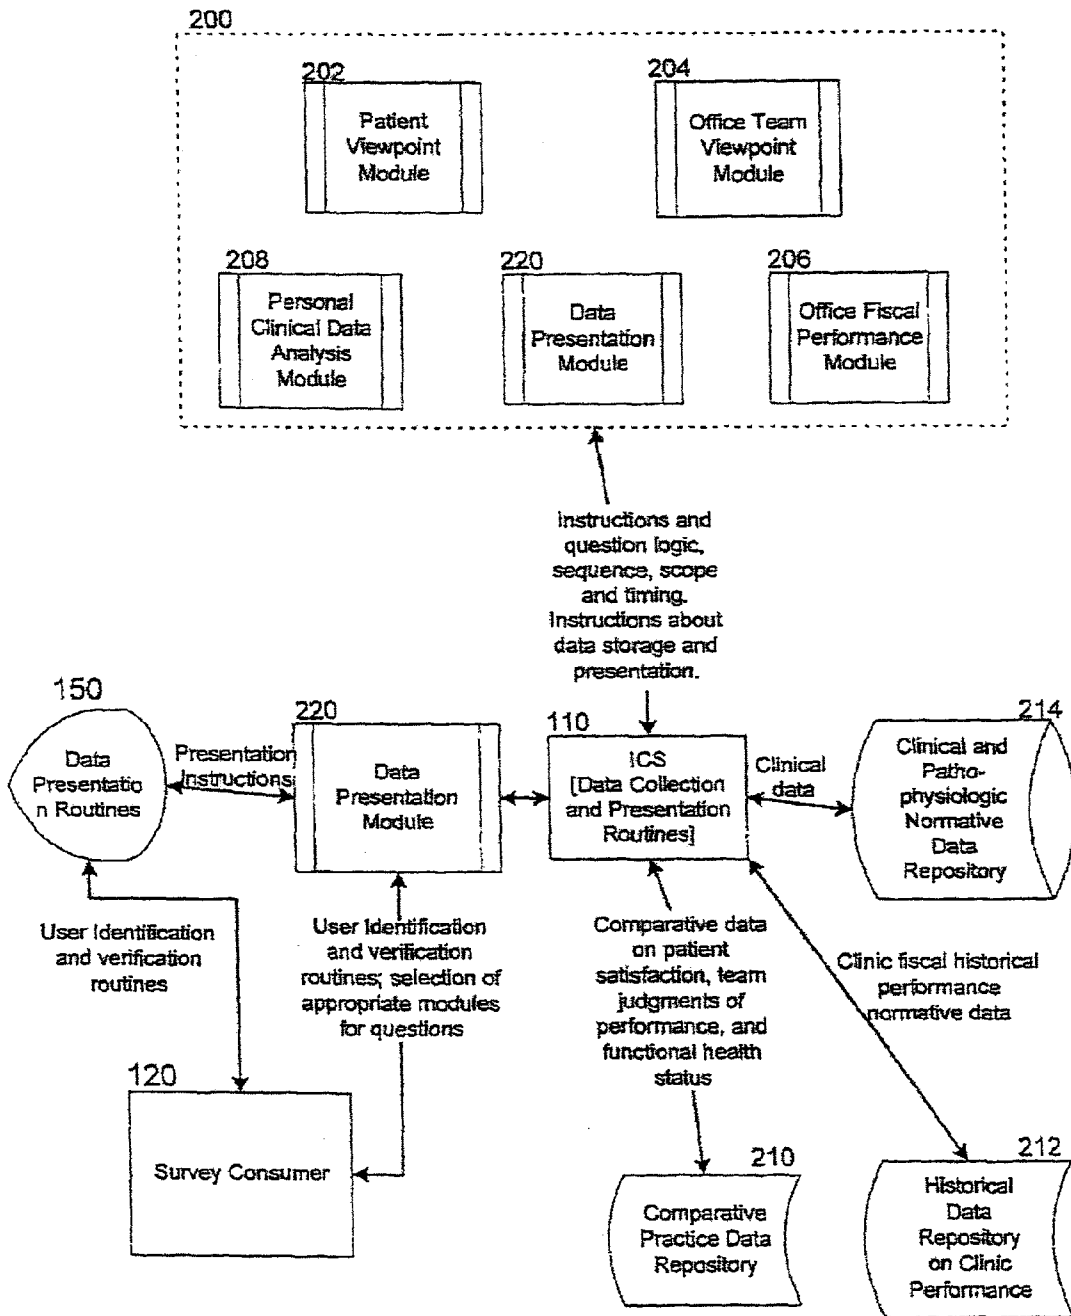 200
202
Patient
Viewpoint
Module
204
Office Team
Viewpoint
Module
208
Personal
Clinical Data
Analysis
Module
220
Data
Presentation
Module
206
Office Fiscal
Performance
Module
Instructions and
question logic,
sequence, scope
and timing.
Instructions about
data storage and
presentation.
150
Data
Presentatio
n Routines
Presentation
Instructions
220
Data
Presentation
Module
110
ICS
[Data Collection
and Presentation
Routines]
Clinical
data
214
Clinical and
Patho-
physiologic
Normative
Data
Repository
User Identification
and verification
routines
User Identification
and verification
routines; selection of
appropriate modules
for questions
Comparative data
on patient
satisfaction, team
judgments of
performance, and
functional health
status
Clinic fiscal historical
performance
normative data
120
Survey Consumer
210
Comparative
Practice Data
Repository
212
Historical
Data
Repository
on Clinic
Performance